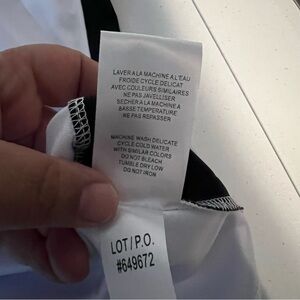 LAVER A LA MACHINE A L'EAU
FROIDE CYCLE DELICAT
AVEC COULEURS SIMILAIRES
NE PAS JAVELLISER
SECHER A LA MACHINE A
BASSE TEMPERATURE
NE PAS REPASSER
MACHINE WASH DELICATE
CYCLE COLD WATER
WITH SIMILAR COLORS
DO NOT BLEACH
TUMBLE DRY LOW
DO NOT IRON
LOT / P.O.
#649672